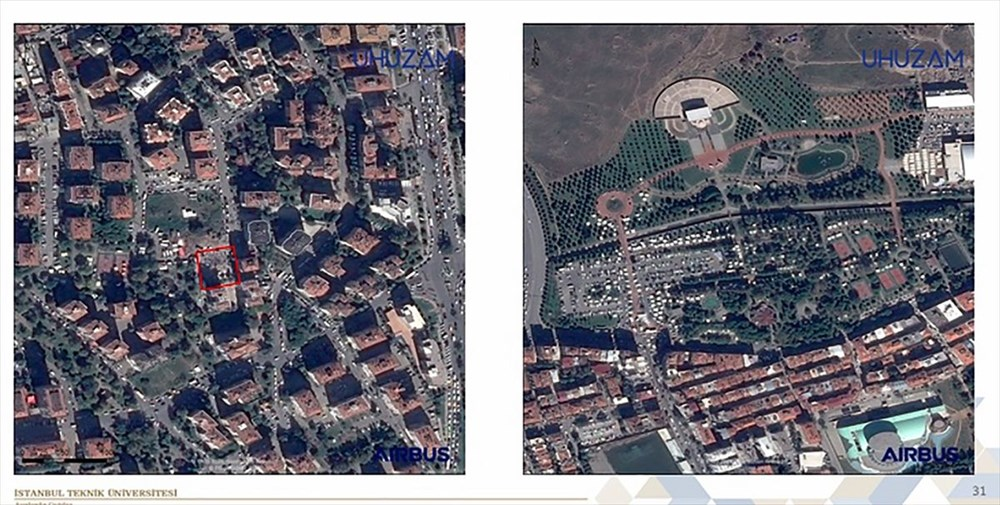 UHUZAM
UHUZAM
AIRBUS
AIRBUS
İSTANBUL TEKNİK ÜNİVERSİTESİ
31